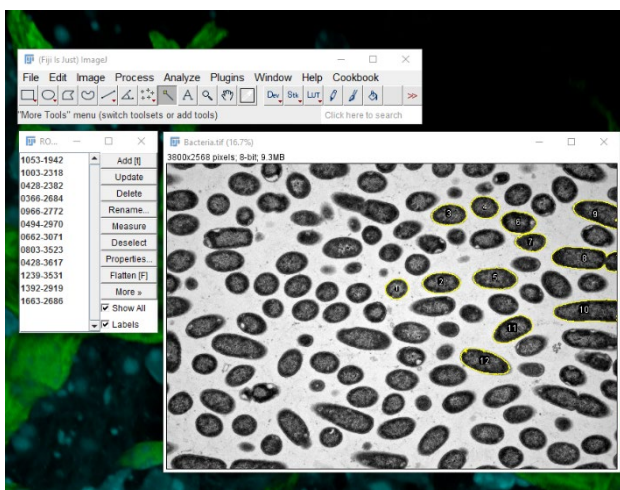 (Fiji Is Just) ImageJ
File Edit Image Process Analyze Plugins Window Help Cookbook
A Dev Stk LUT >>
"More Tools" menu (switch toolsets or add tools) Click here to search
RO...
1053-1942
1003-2318
0428-2382
0366-2684
0966-2772
0494-2970
0662-3071
0803-3523
0428-3617
1239-3531
1392-2919
1663-2686
Add [t]
Update
Delete
Rename...
Measure
Deselect
Properties...
Flatten [F]
More »
Show All
Labels
Bacteria.tif (16.7%)
3800x2568 pixels; 8-bit; 9.3MB
4
3
9
6
7
8
5
2
1
10
11
12